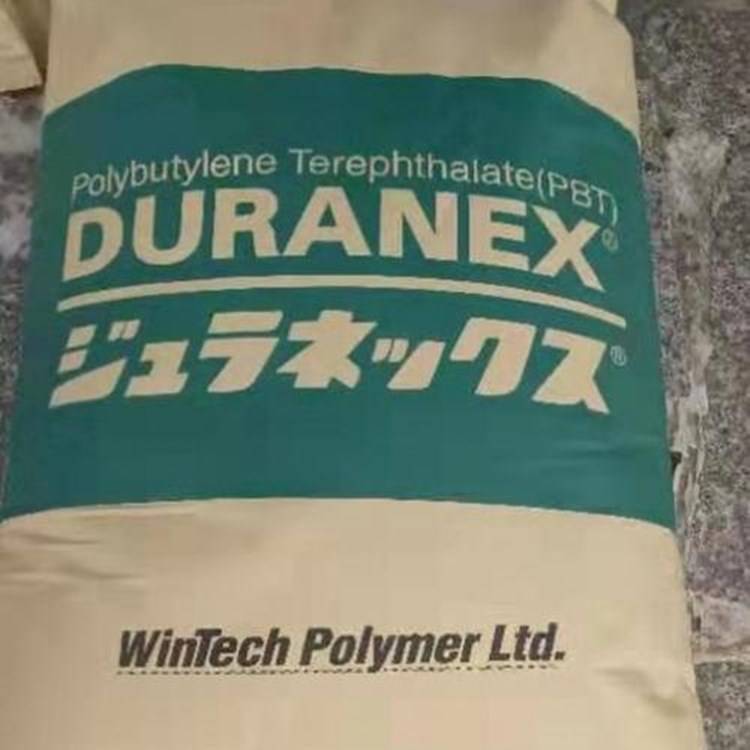 Polybutylene Terephthalate(PBT)
DURANEX®
ジュラネックス®
WinTech Polymer Ltd.